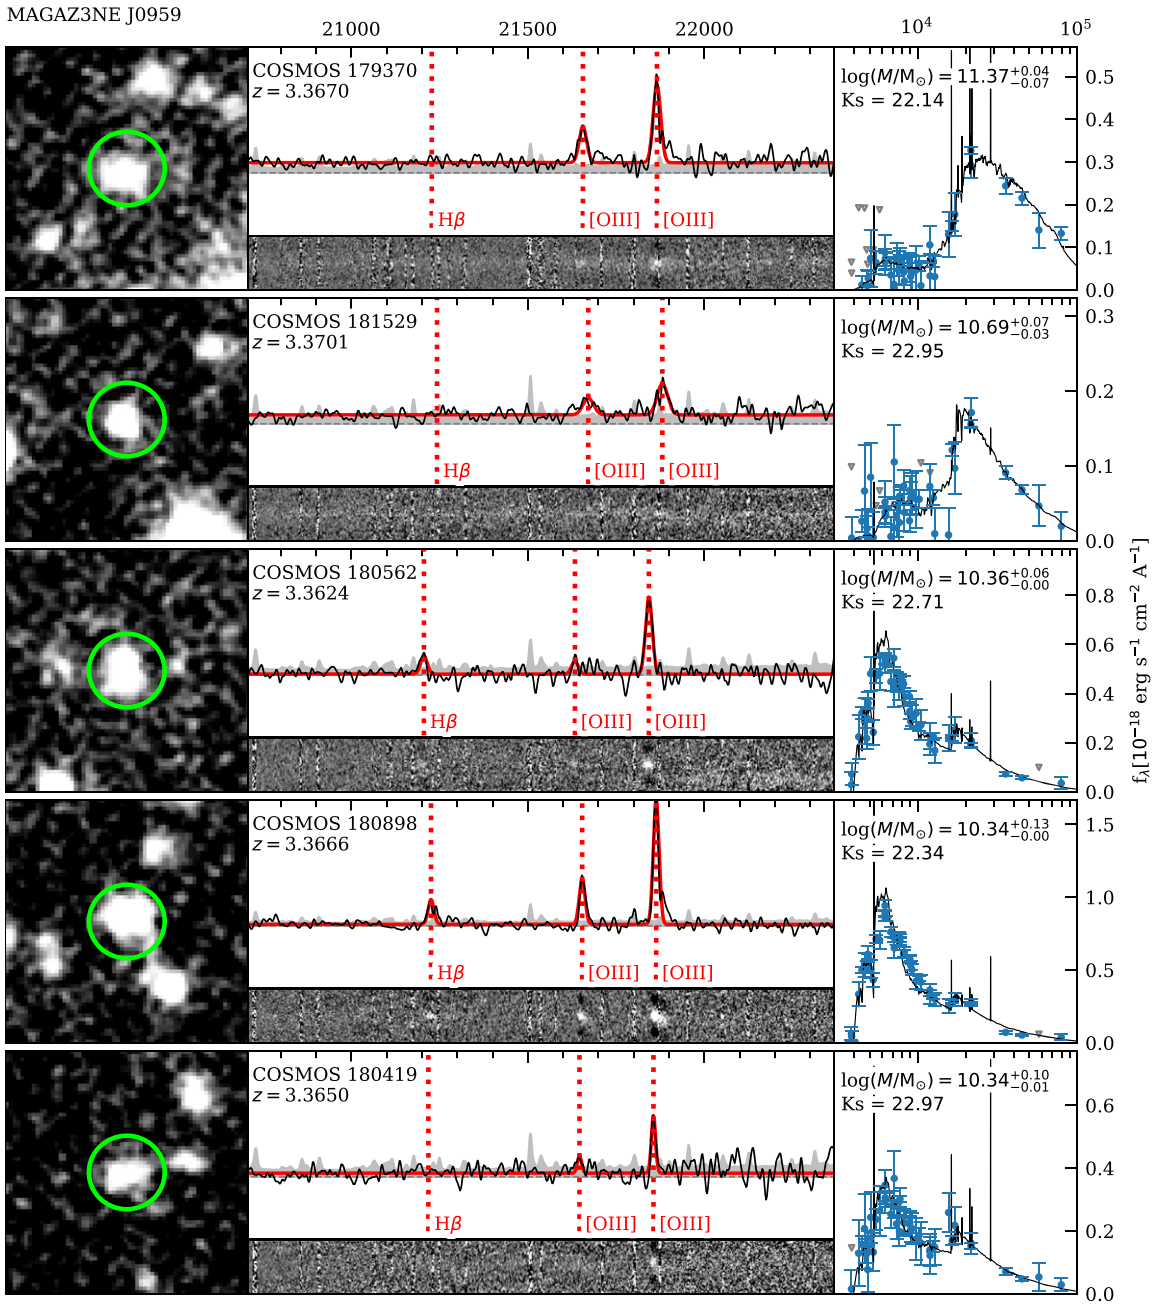 MAGAZ3NE J0959
21000 21500 22000 10⁴ 10⁵
COSMOS 179370
z = 3.3670
Hβ [OIII] [OIII]
log(M/M⊙) = 11.37 +0.04 −0.07
Ks = 22.14
0.5
0.4
0.3
0.2
0.1
0.0
COSMOS 181529
z = 3.3701
Hβ [OIII] [OIII]
log(M/M⊙) = 10.69 +0.07 −0.03
Ks = 22.95
0.3
0.2
0.1
0.0
COSMOS 180562
z = 3.3624
Hβ [OIII] [OIII]
log(M/M⊙) = 10.36 +0.06 −0.00
Ks = 22.71
0.8
0.6
0.4
0.2
0.0
fλ[10⁻¹⁸ erg s⁻¹ cm⁻² A⁻¹]
COSMOS 180898
z = 3.3666
Hβ [OIII] [OIII]
log(M/M⊙) = 10.34 +0.13 −0.00
Ks = 22.34
1.5
1.0
0.5
0.0
COSMOS 180419
z = 3.3650
Hβ [OIII] [OIII]
log(M/M⊙) = 10.34 +0.10 −0.01
Ks = 22.97
0.6
0.4
0.2
0.0